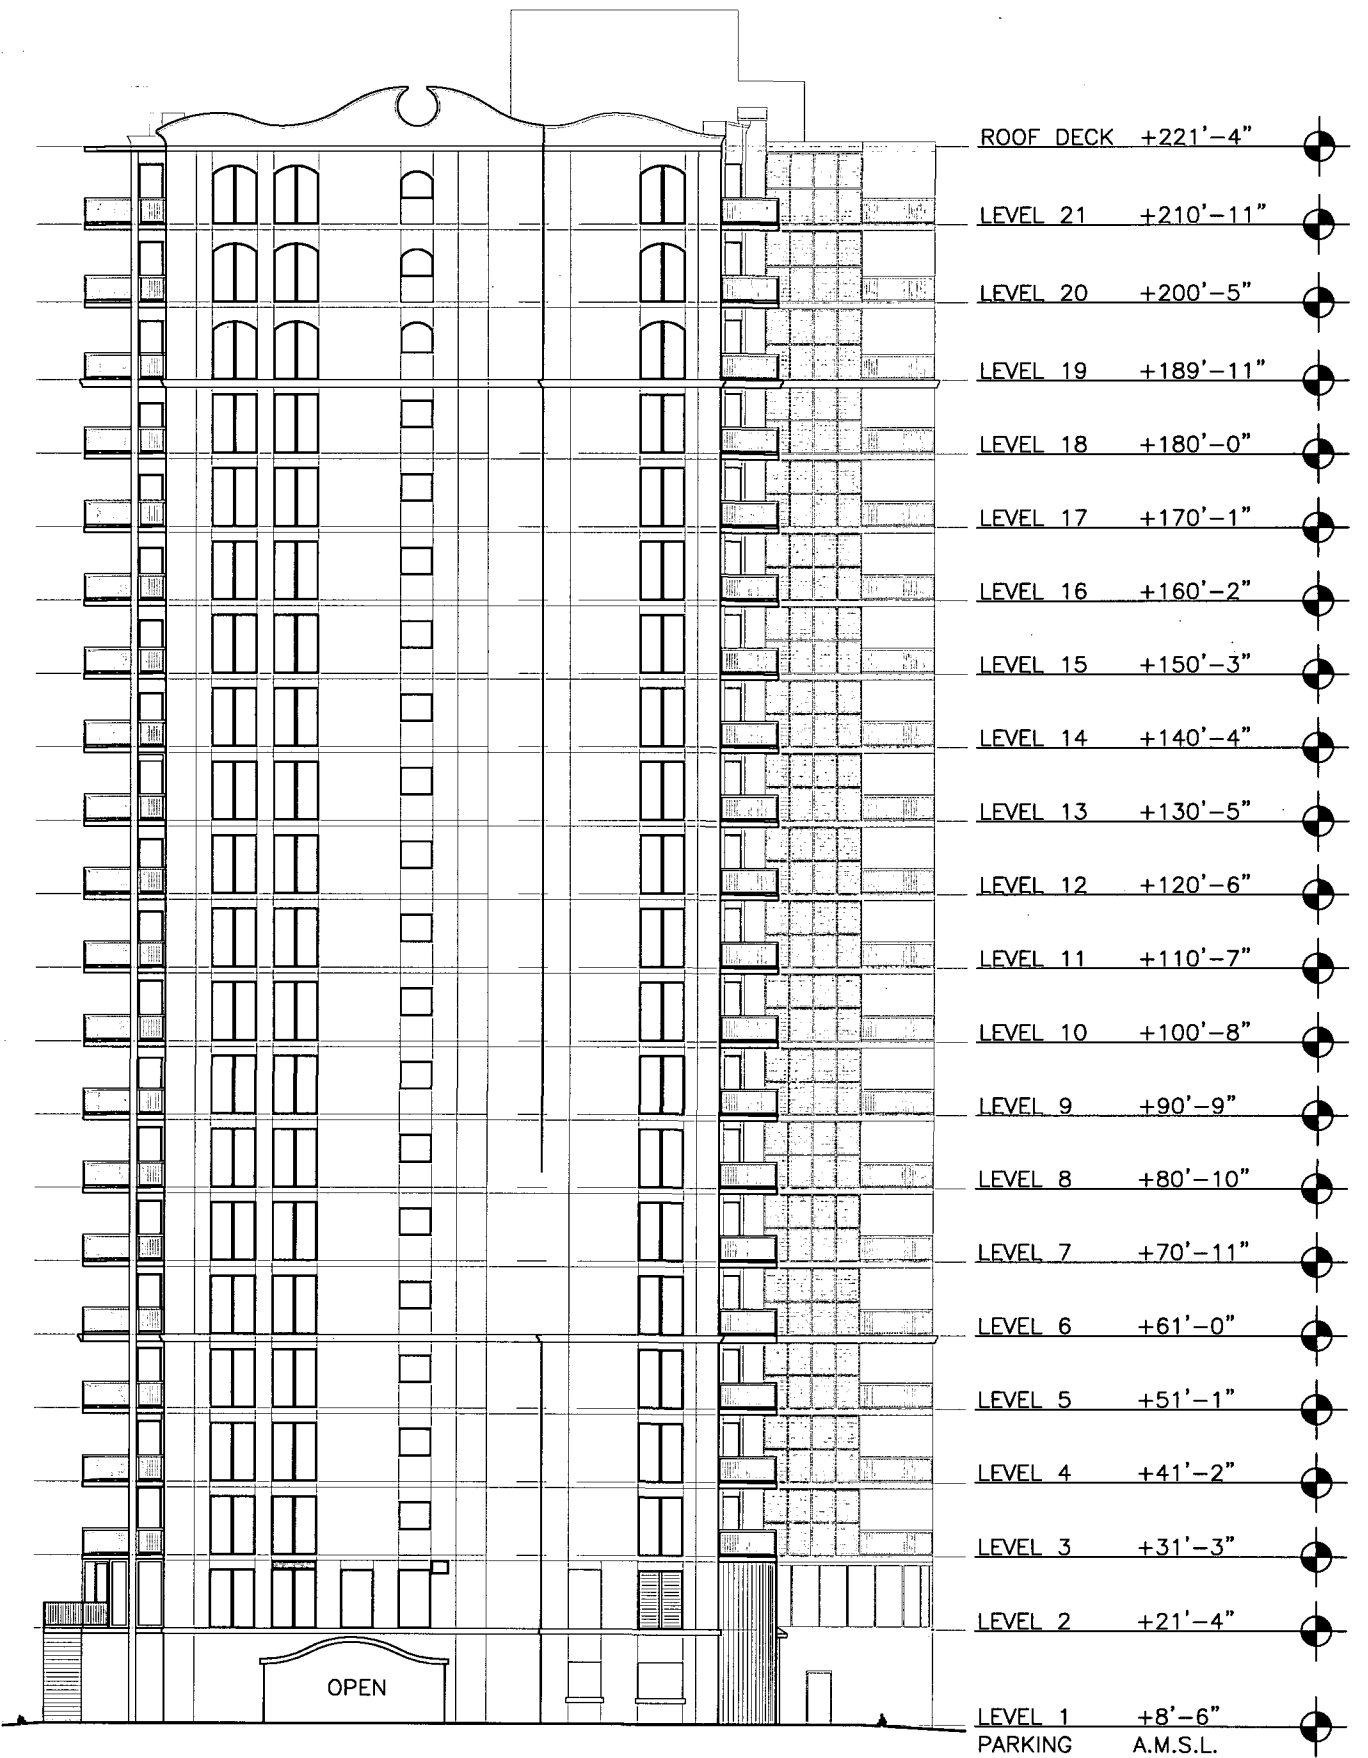 ROOF DECK +221'-4"
LEVEL 21 +210'-11"
LEVEL 20 +200'-5"
LEVEL 19 +189'-11"
LEVEL 18 +180'-0"
LEVEL 17 +170'-1"
LEVEL 16 +160'-2"
LEVEL 15 +150'-3"
LEVEL 14 +140'-4"
LEVEL 13 +130'-5"
LEVEL 12 +120'-6"
LEVEL 11 +110'-7"
LEVEL 10 +100'-8"
LEVEL 9 +90'-9"
LEVEL 8 +80'-10"
LEVEL 7 +70'-11"
LEVEL 6 +61'-0"
LEVEL 5 +51'-1"
LEVEL 4 +41'-2"
LEVEL 3 +31'-3"
LEVEL 2 +21'-4"
OPEN
LEVEL 1 +8'-6"
PARKING A.M.S.L.